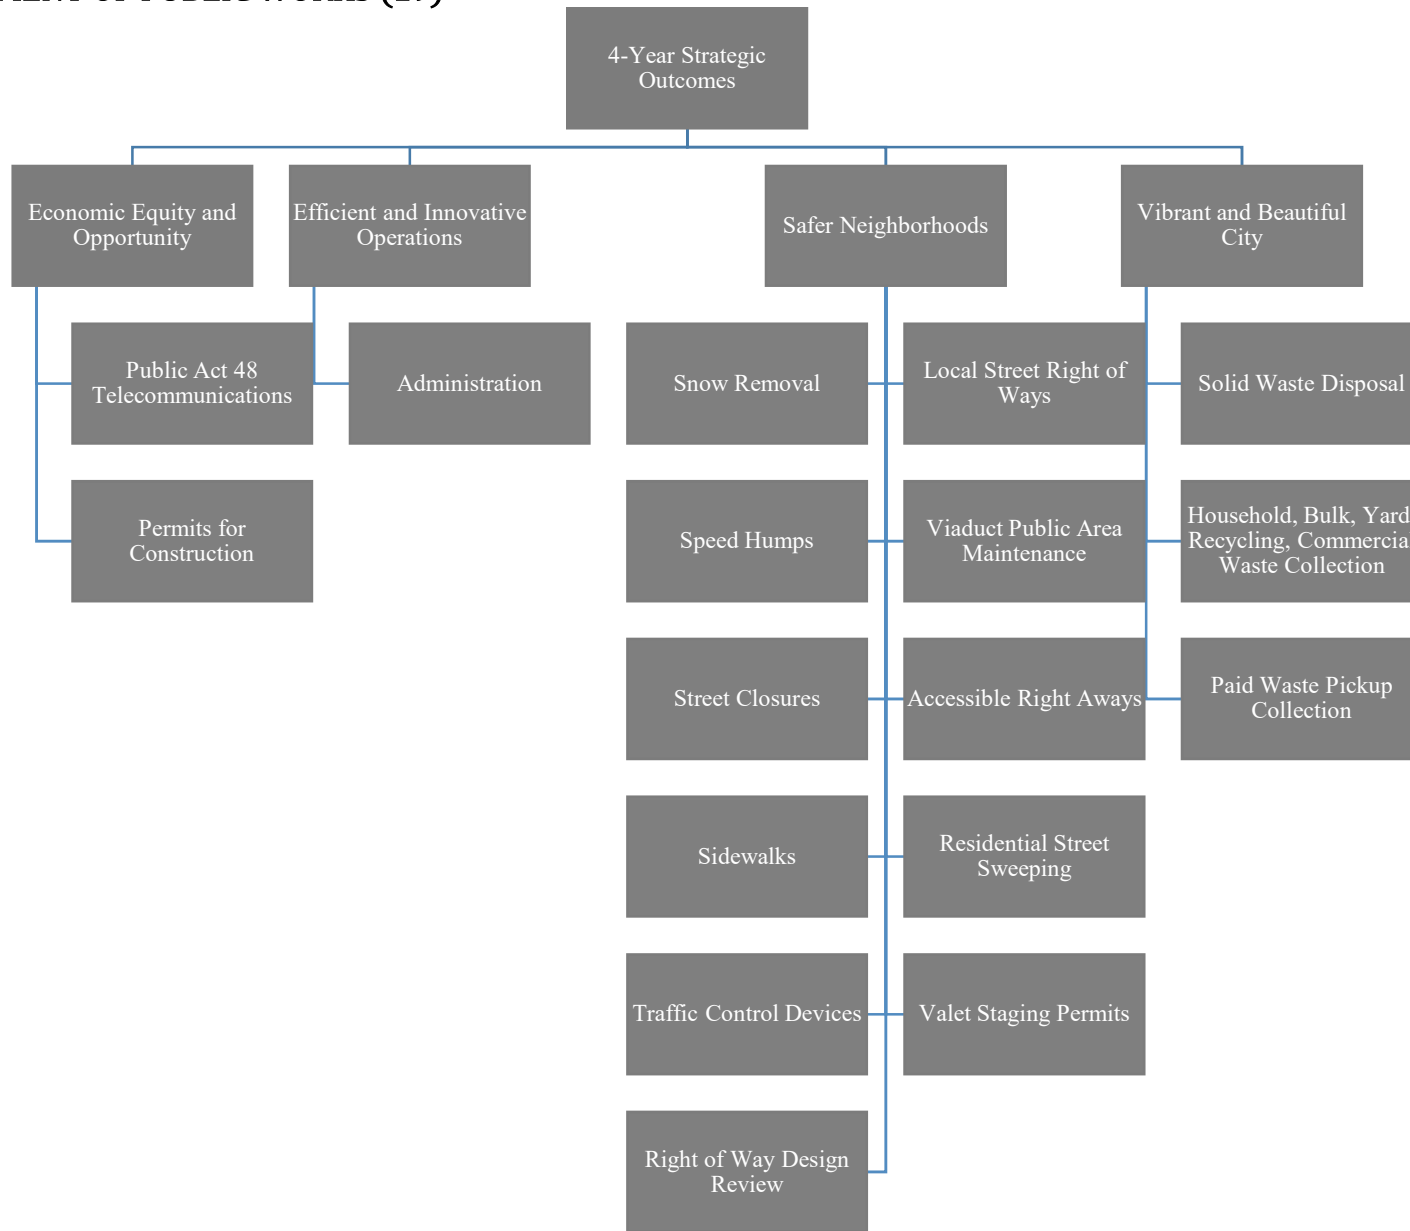 4-Year Strategic
Outcomes
Economic Equity and
Opportunity
Efficient and Innovative
Operations
Safer Neighborhoods
Vibrant and Beautiful
City
Public Act 48
Telecommunications
Permits for
Construction
Administration
Snow Removal
Local Street Right of
Ways
Speed Humps
Viaduct Public Area
Maintenance
Street Closures
Accessible Right Aways
Sidewalks
Residential Street
Sweeping
Traffic Control Devices
Valet Staging Permits
Right of Way Design
Review
Solid Waste Disposal
Household, Bulk, Yard,
Recycling, Commercial
Waste Collection
Paid Waste Pickup
Collection